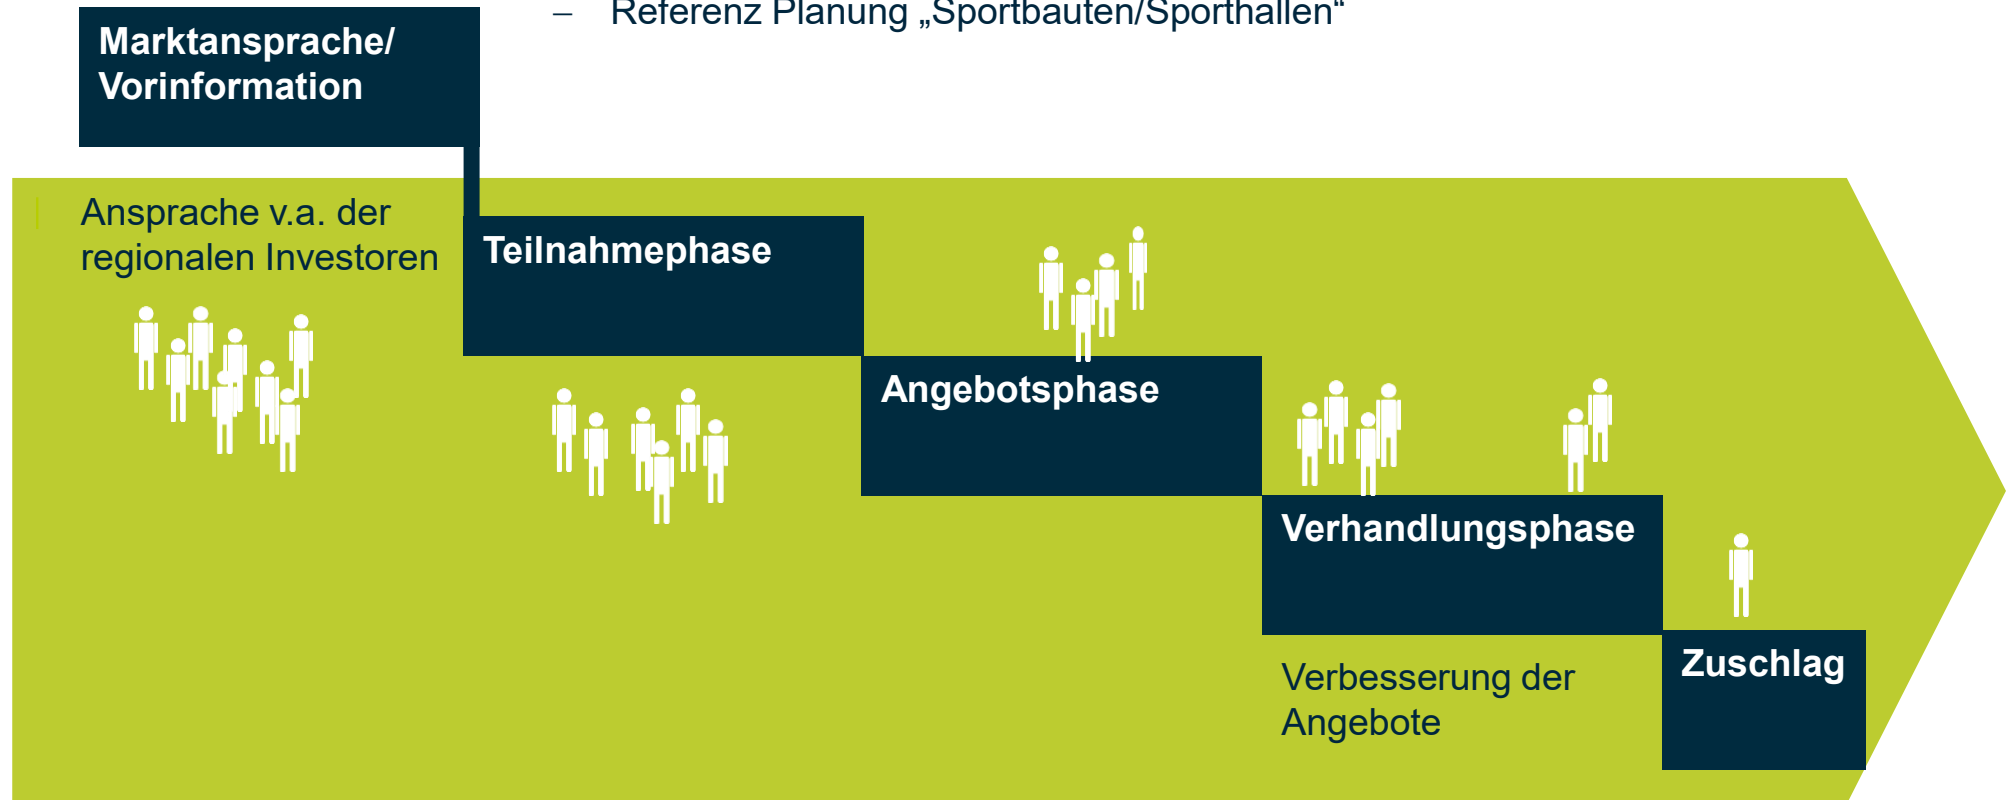 – Referenz Planung „Sportbauten/Sporthallen“
Marktansprache/
Vorinformation
Ansprache v.a. der
regionalen Investoren
Teilnahmephase
Angebotsphase
Verhandlungsphase
Verbesserung der
Angebote
Zuschlag